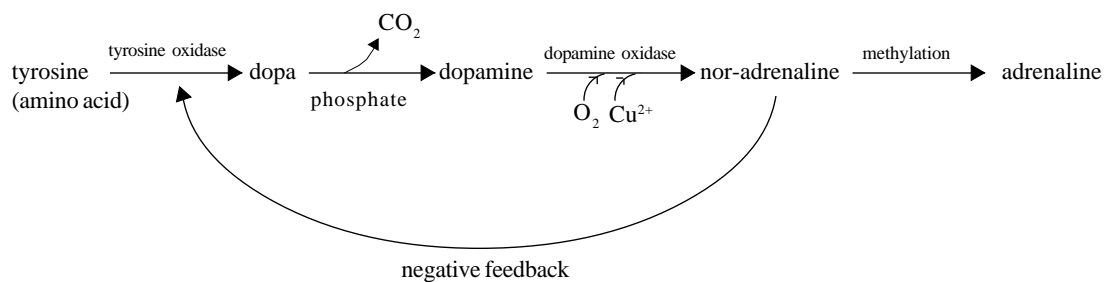 CO₂
tyrosine oxidase
dopamine oxidase
methylation
tyrosine
(amino acid)
dopa
dopamine
nor-adrenaline
adrenaline
phosphate
O₂
Cu²⁺
negative feedback